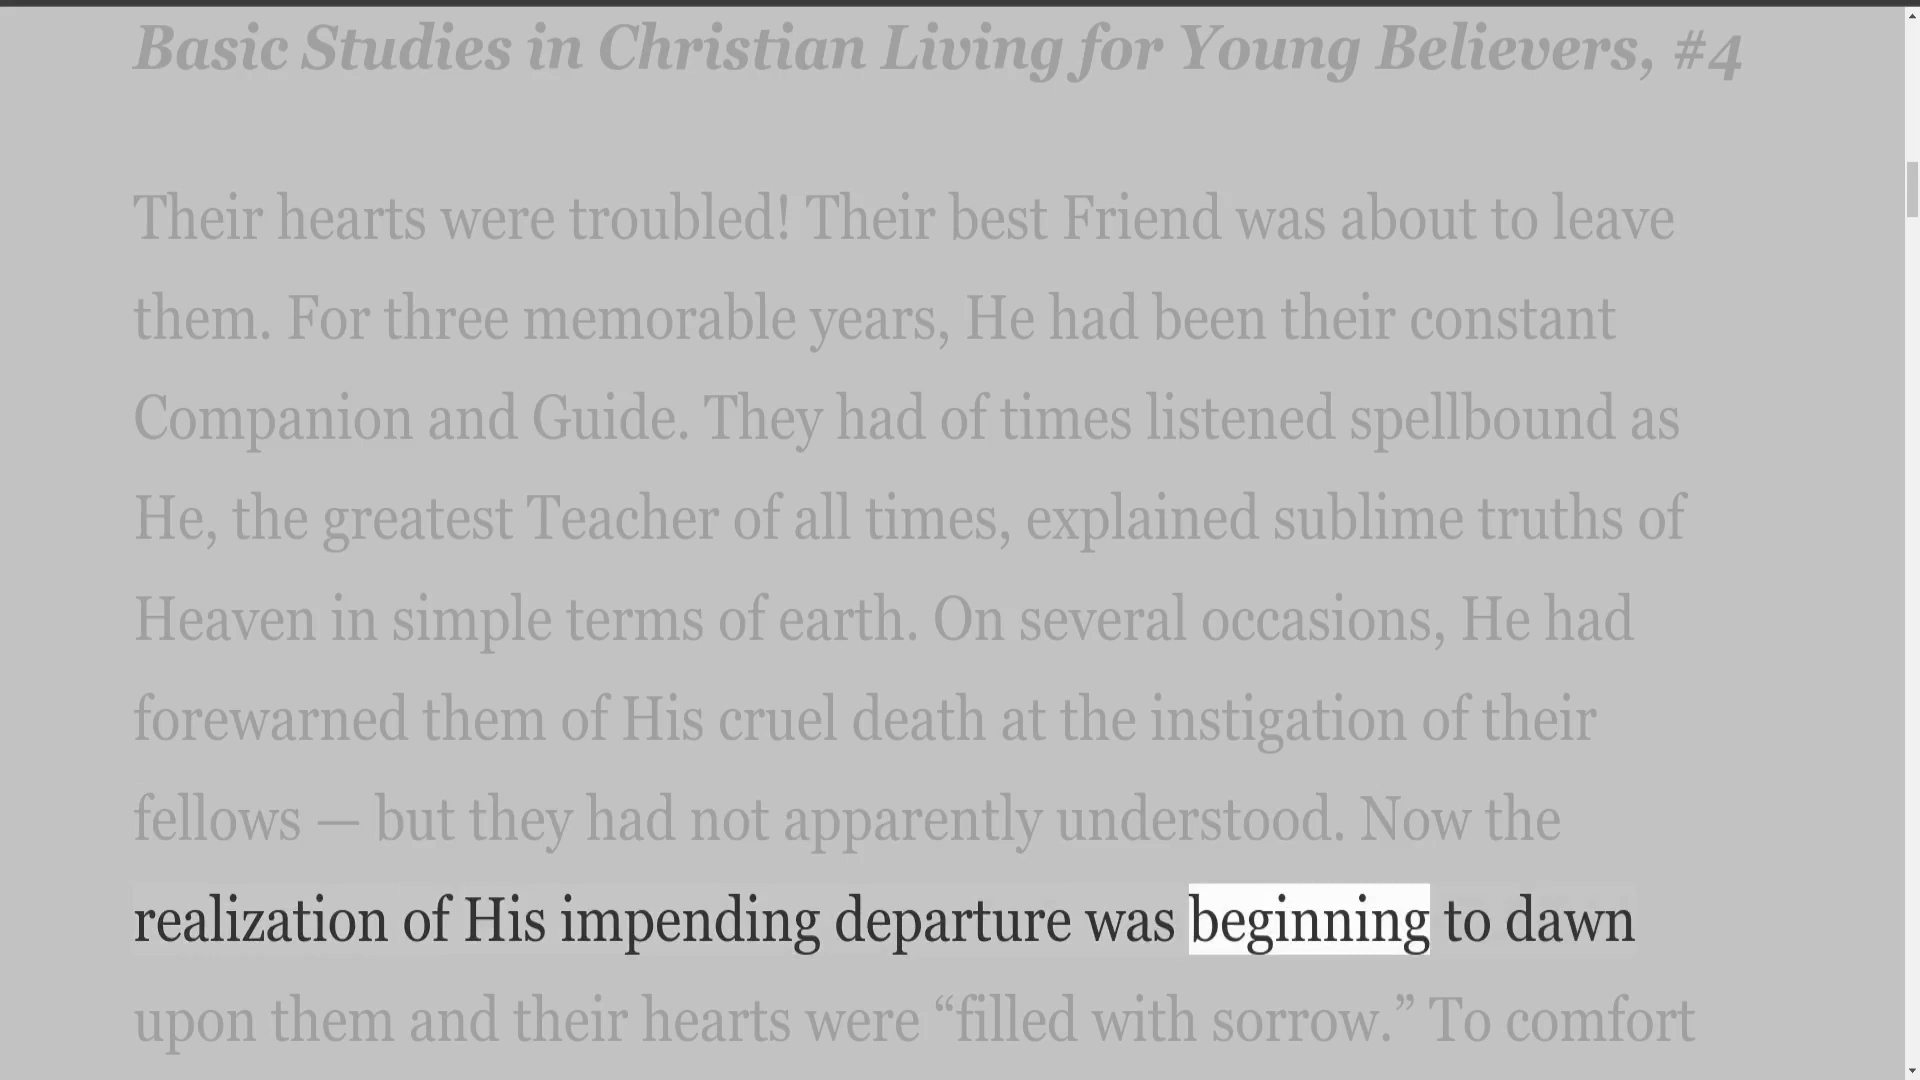 Basic Studies in Christian Living for Young Believers, #4
Their hearts were troubled! Their best Friend was about to leave
them. For three memorable years, He had been their constant
Companion and Guide. They had of times listened spellbound as
He, the greatest Teacher of all times, explained sublime truths of
Heaven in simple terms of earth. On several occasions, He had
forewarned them of His cruel death at the instigation of their
fellows — but they had not apparently understood. Now the
realization of His impending departure was beginning to dawn
upon them and their hearts were “filled with sorrow.” To comfort